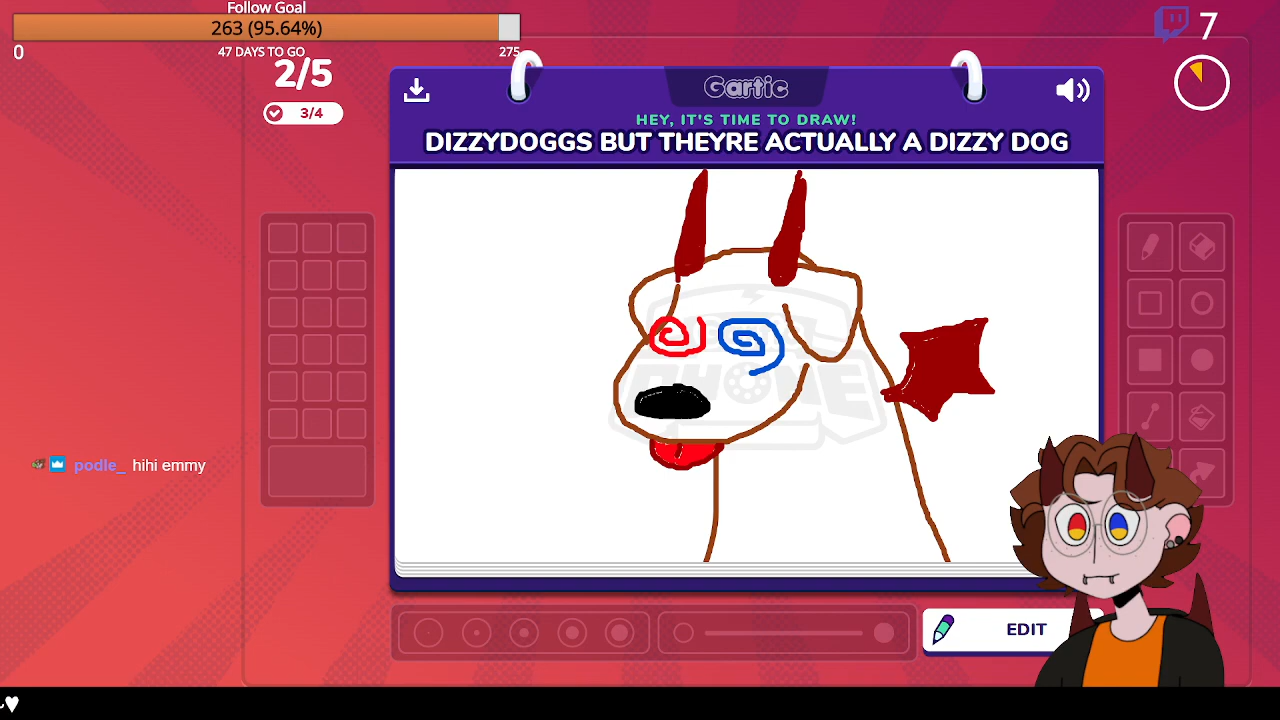 Follow Goal
263 (95.64%)
0
47 DAYS TO GO
275
7
2/5
3/4
Gartic
HEY, IT'S TIME TO DRAW!
DIZZYDOGGS BUT THEYRE ACTUALLY A DIZZY DOG
PHONE
podle_ hihi emmy
EDIT